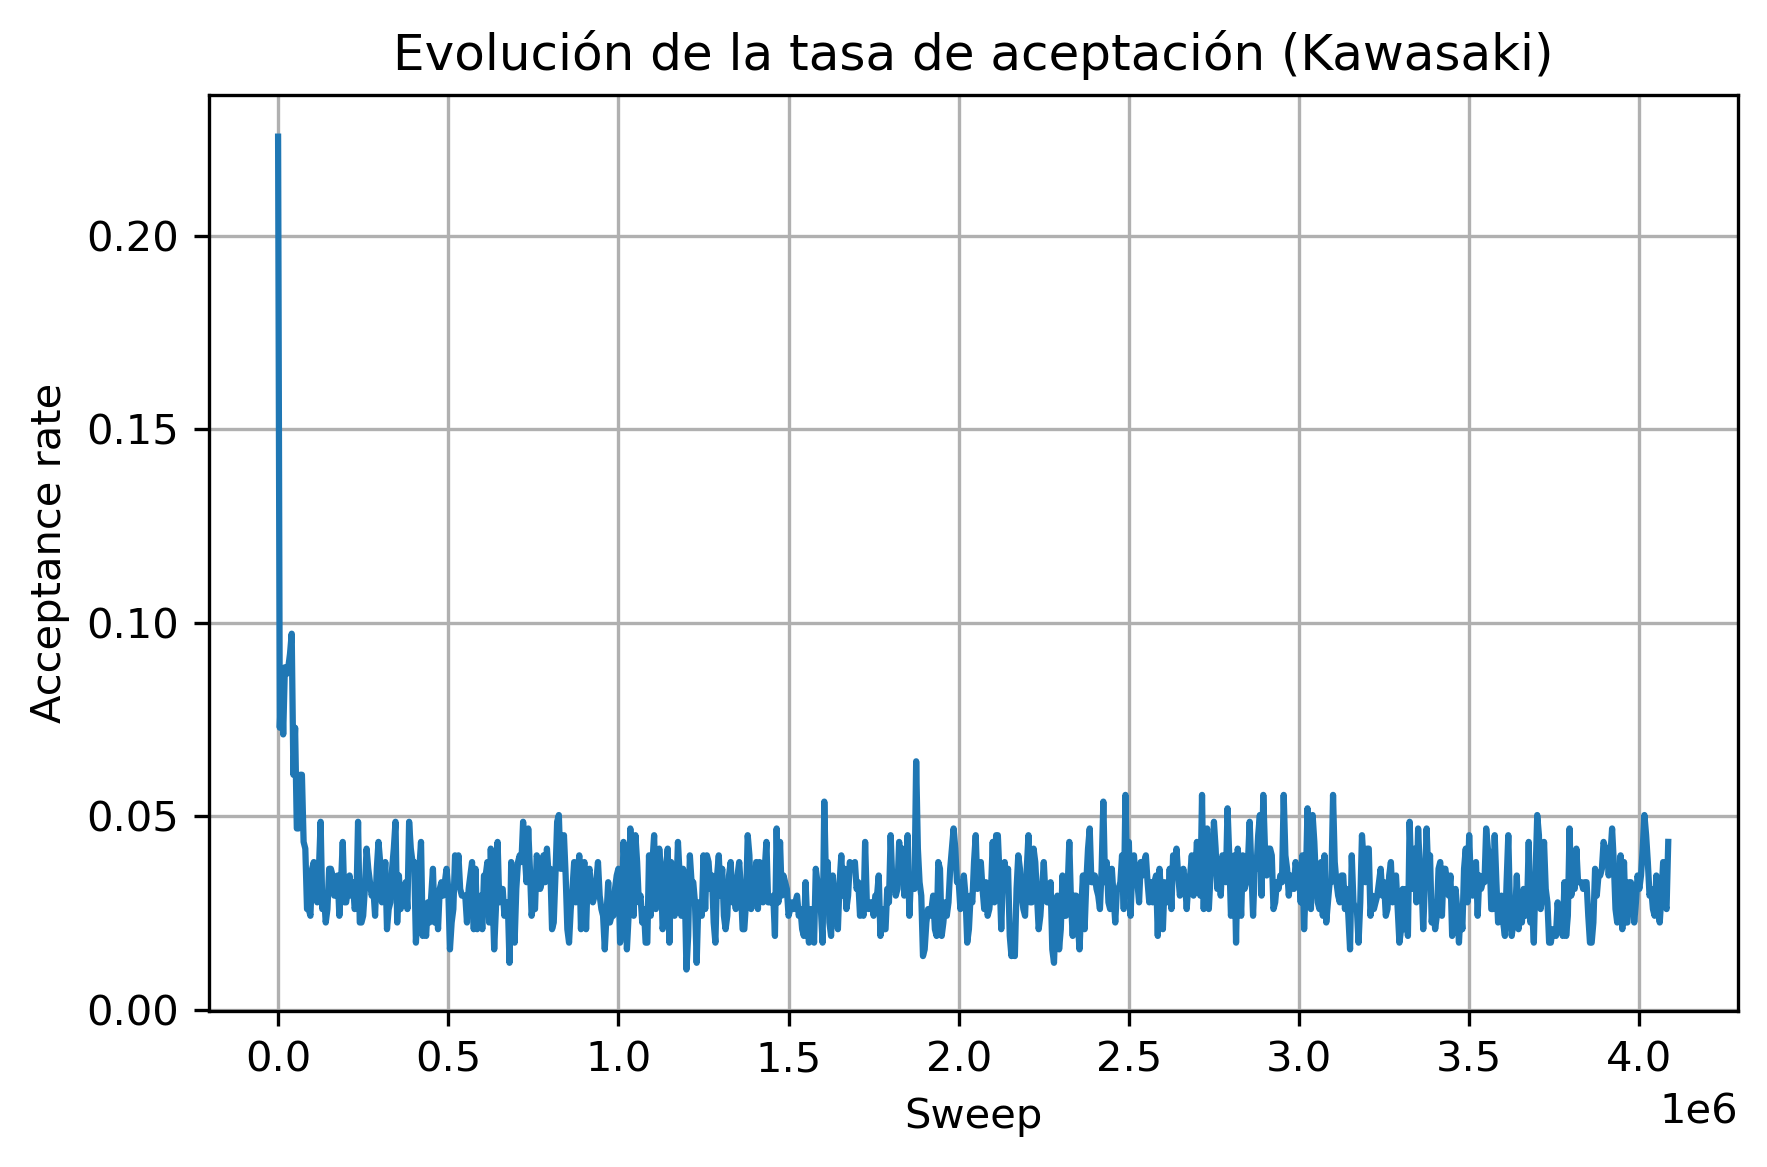 Evolución de la tasa de aceptación (Kawasaki)
Acceptance rate
0.20
0.15
0.10
0.05
0.00
0.0 0.5 1.0 1.5 2.0 2.5 3.0 3.5 4.0
1e6
Sweep